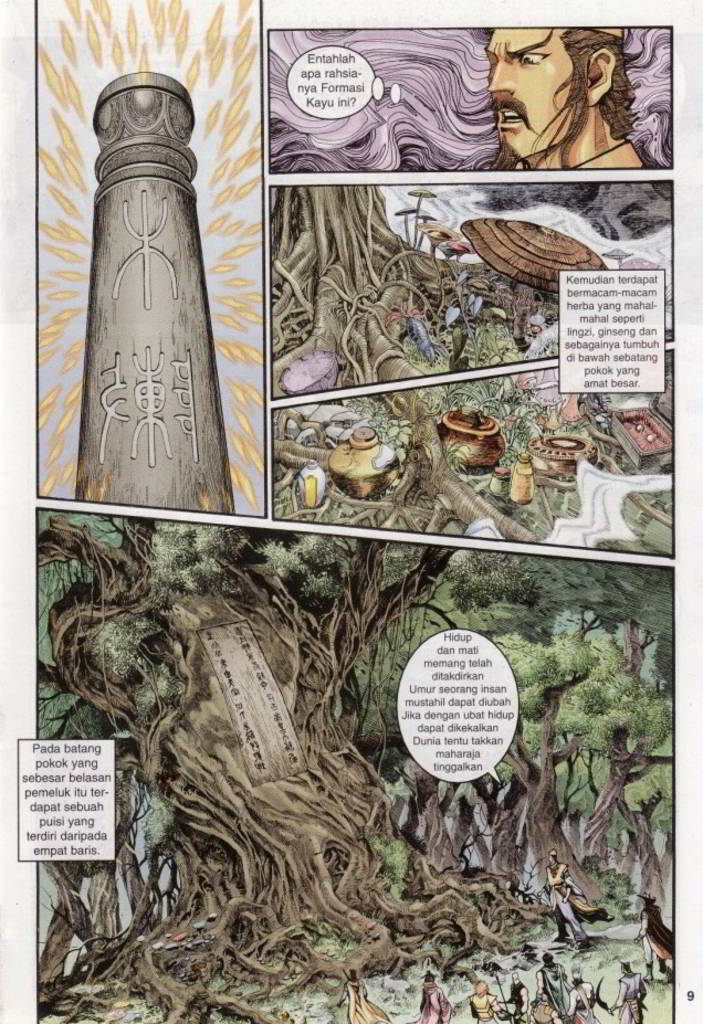 木
陣
Entahlah
apa rahsia-
nya Formasi
Kayu ini?
Kemudian terdapat
bermacam-macam
herba yang mahal-
mahal seperti
lingzi, ginseng dan
sebagainya tumbuh
di bawah sebatang
pokok yang
amat besar.
Hidup
dan mati
memang telah
ditakdirkan
Umur seorang insan
mustahil dapat diubah
Jika dengan ubat hidup
dapat dikekalkan
Dunia tentu takkan
maharaja
tinggalkan
Pada batang
pokok yang
sebesar belasan
pemeluk itu ter-
dapat sebuah
puisi yang
terdiri daripada
empat baris.
9